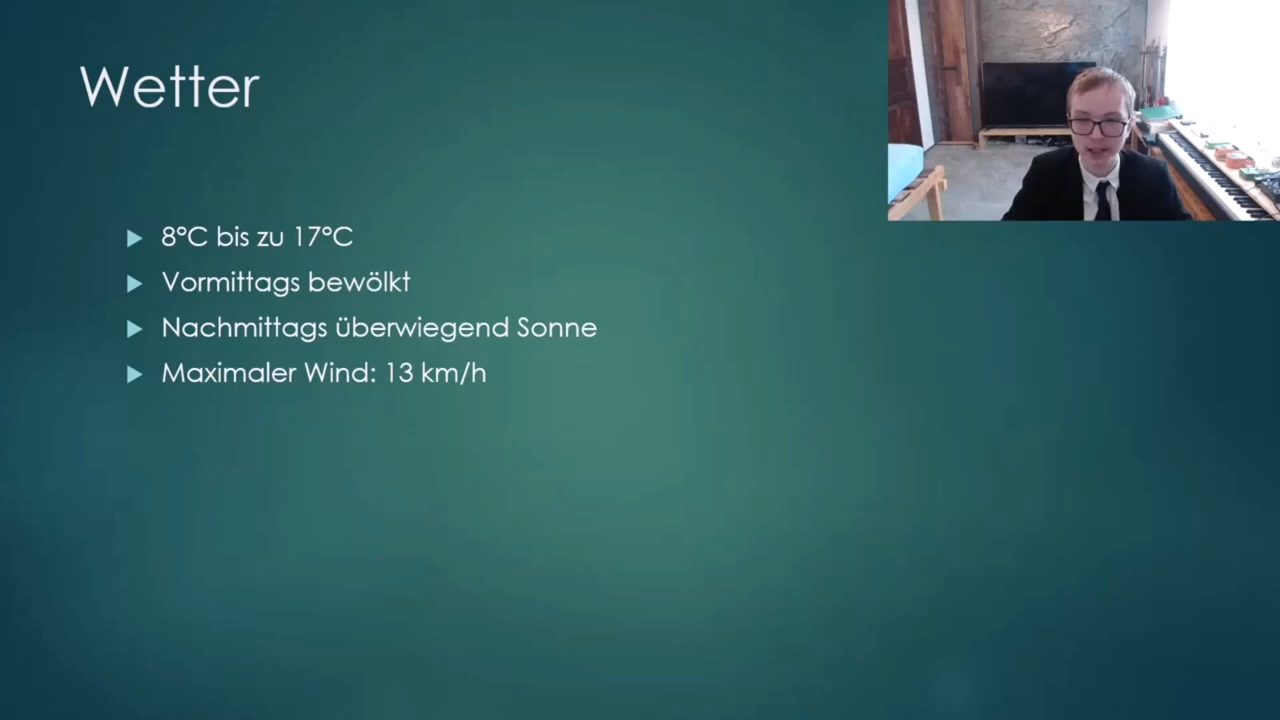 Wetter
8°C bis zu 17°C
Vormittags bewölkt
Nachmittags überwiegend Sonne
Maximaler Wind: 13 km/h